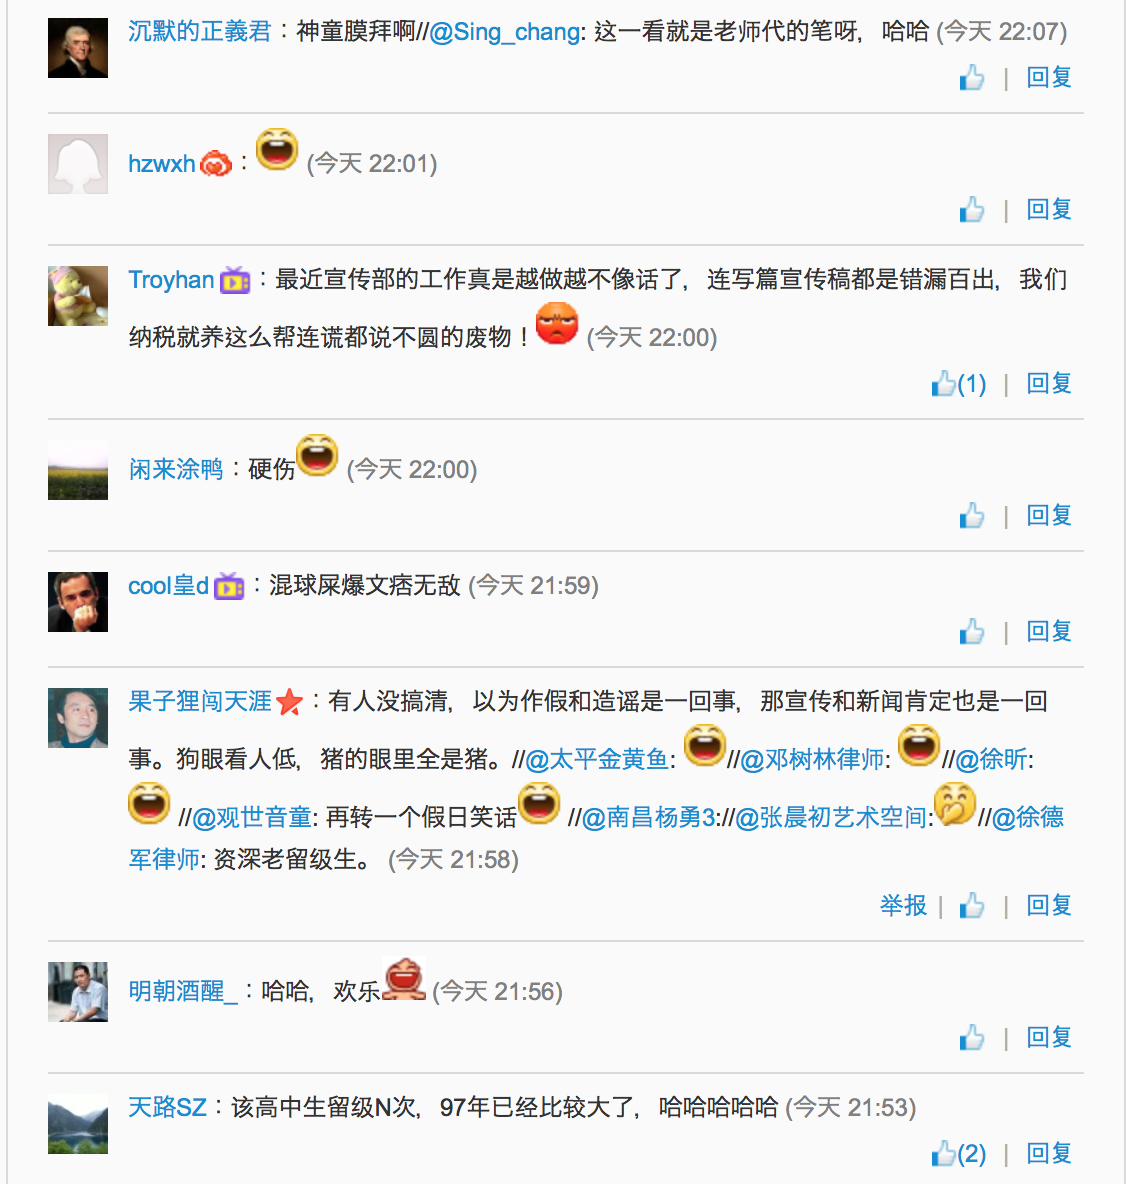 沉默的正義君：神童膜拜啊//@Sing_chang: 这一看就是老师代的笔呀，哈哈 (今天 22:07)
| 回复
hzwxh： (今天 22:01)
| 回复
Troyhan：最近宣传部的工作真是越做越不像话了，连写篇宣传稿都是错漏百出，我们
纳税就养这么帮连谎都说不圆的废物！ (今天 22:00)
(1) | 回复
闲来涂鸭：硬伤 (今天 22:00)
| 回复
cool皇d：混球屎爆文痞无敌 (今天 21:59)
| 回复
果子狸闯天涯：有人没搞清，以为作假和造谣是一回事，那宣传和新闻肯定也是一回
事。狗眼看人低，猪的眼里全是猪。//@太平金黄鱼: //@邓树林律师: //@徐昕:
//@观世音童: 再转一个假日笑话 //@南昌杨勇3://@张晨初艺术空间: //@徐德
军律师: 资深老留级生。 (今天 21:58)
举报 | | 回复
明朝酒醒_：哈哈，欢乐 (今天 21:56)
| 回复
天路SZ：该高中生留级N次，97年已经比较大了，哈哈哈哈哈 (今天 21:53)
(2) | 回复